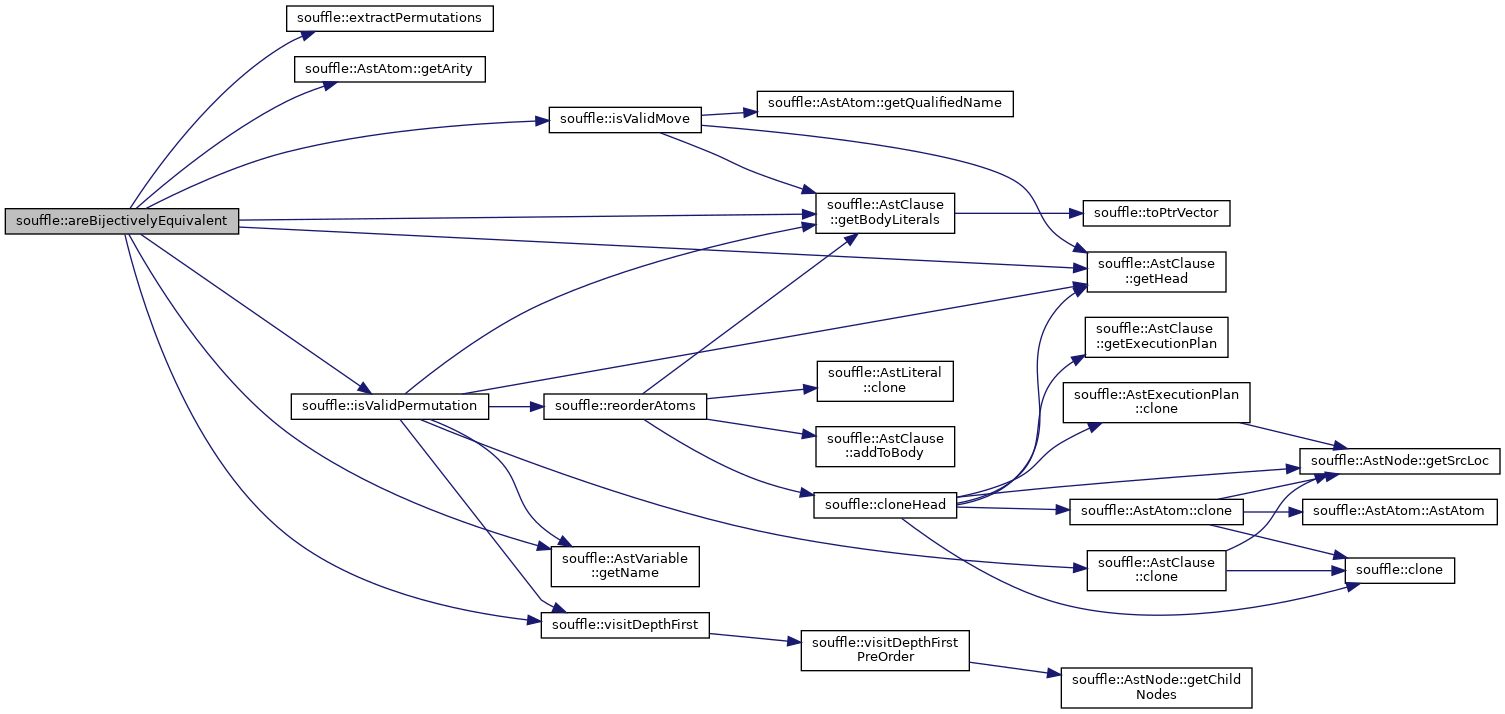 souffle::extractPermutations
souffle::AstAtom::getArity
souffle::AstAtom::getQualifiedName
souffle::isValidMove
souffle::areBijectivelyEquivalent
souffle::AstClause
::getBodyLiterals
souffle::toPtrVector
souffle::AstClause
::getHead
souffle::AstClause
::getExecutionPlan
souffle::AstLiteral
::clone
souffle::AstExecutionPlan
::clone
souffle::isValidPermutation
souffle::reorderAtoms
souffle::AstClause
::addToBody
souffle::AstNode::getSrcLoc
souffle::cloneHead
souffle::AstAtom::clone
souffle::AstAtom::AstAtom
souffle::AstVariable
::getName
souffle::AstClause
::clone
souffle::clone
souffle::visitDepthFirst
souffle::visitDepthFirst
PreOrder
souffle::AstNode::getChild
Nodes